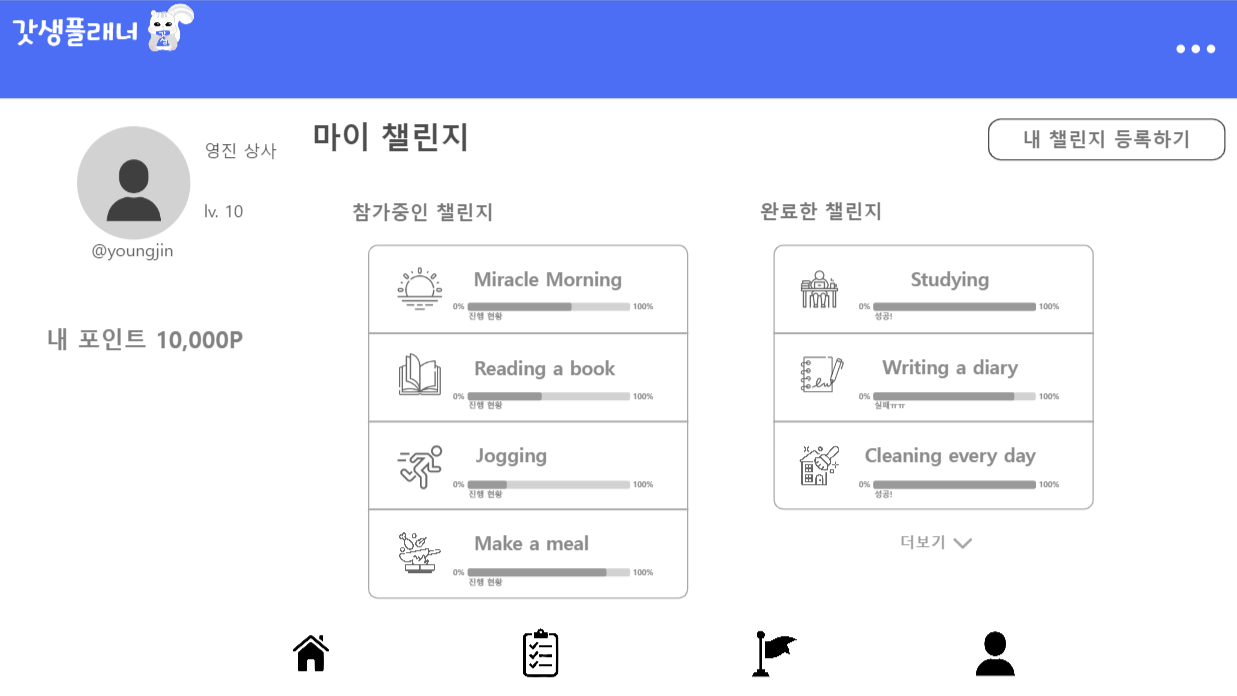 갓생플래너
영진 상사
lv. 10
@youngjin
내 포인트 10,000P
마이 챌린지
내 챌린지 등록하기
참가중인 챌린지
Miracle Morning
0% 100%
진행 현황
Reading a book
0% 100%
진행 현황
Jogging
0% 100%
진행 현황
Make a meal
0% 100%
진행 현황
완료한 챌린지
Studying
0% 100%
성공!
Writing a diary
0% 100%
실패ㅠㅠ
Cleaning every day
0% 100%
성공!
더보기